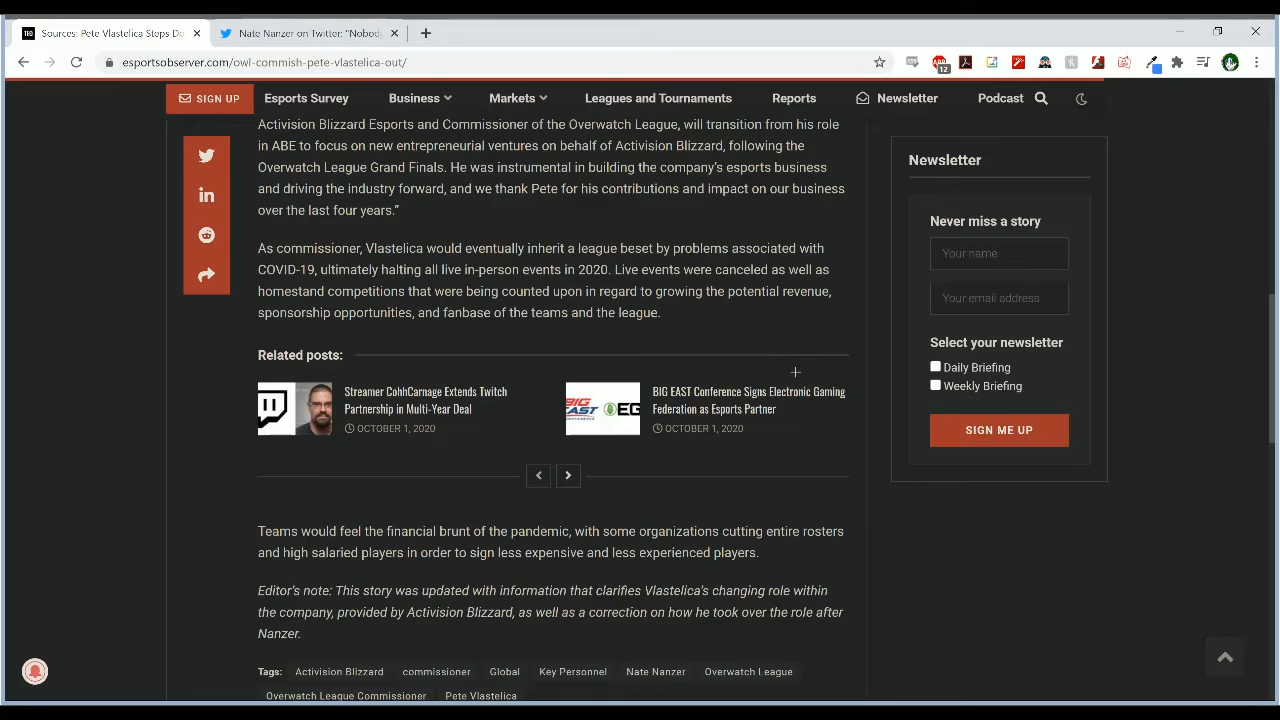 TEO Sources: Pete Vlastelica Steps Do
Nate Nanzer on Twitter: "Nobody
esportsobserver.com/owl-commish-pete-vlastelica-out/
12
SIGN UP
Esports Survey
Business
Markets
Leagues and Tournaments
Reports
Newsletter
Podcast
Activision Blizzard Esports and Commissioner of the Overwatch League, will transition from his role
in ABE to focus on new entrepreneurial ventures on behalf of Activision Blizzard, following the
Overwatch League Grand Finals. He was instrumental in building the company's esports business
and driving the industry forward, and we thank Pete for his contributions and impact on our business
over the last four years."
As commissioner, Vlastelica would eventually inherit a league beset by problems associated with
COVID-19, ultimately halting all live in-person events in 2020. Live events were canceled as well as
homestand competitions that were being counted upon in regard to growing the potential revenue,
sponsorship opportunities, and fanbase of the teams and the league.
Related posts:
Streamer CohhCarnage Extends Twitch
Partnership in Multi-Year Deal
OCTOBER 1, 2020
BIG
EAST
EG
BIG EAST Conference Signs Electronic Gaming
Federation as Esports Partner
OCTOBER 1, 2020
Teams would feel the financial brunt of the pandemic, with some organizations cutting entire rosters
and high salaried players in order to sign less expensive and less experienced players.
Editor's note: This story was updated with information that clarifies Vlastelica's changing role within
the company, provided by Activision Blizzard, as well as a correction on how he took over the role after
Nanzer.
Tags: Activision Blizzard commissioner Global Key Personnel Nate Nanzer Overwatch League
Overwatch League Commissioner Pete Vlastelica
Newsletter
Never miss a story
Your name
Your email address
Select your newsletter
Daily Briefing
Weekly Briefing
SIGN ME UP